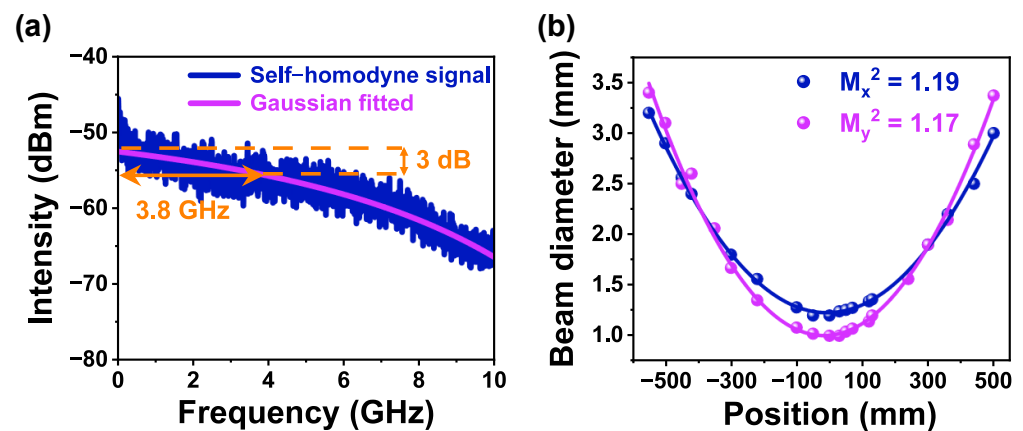 (a)
Intensity (dBm)
−40
−50
−60
−70
−80
Self−homodyne signal
Gaussian fitted
3 dB
3.8 GHz
0 2 4 6 8 10
Frequency (GHz)
(b)
Beam diameter (mm)
3.5
3.0
2.5
2.0
1.5
1.0
Mx² = 1.19
My² = 1.17
−500 −300 −100 100 300 500
Position (mm)